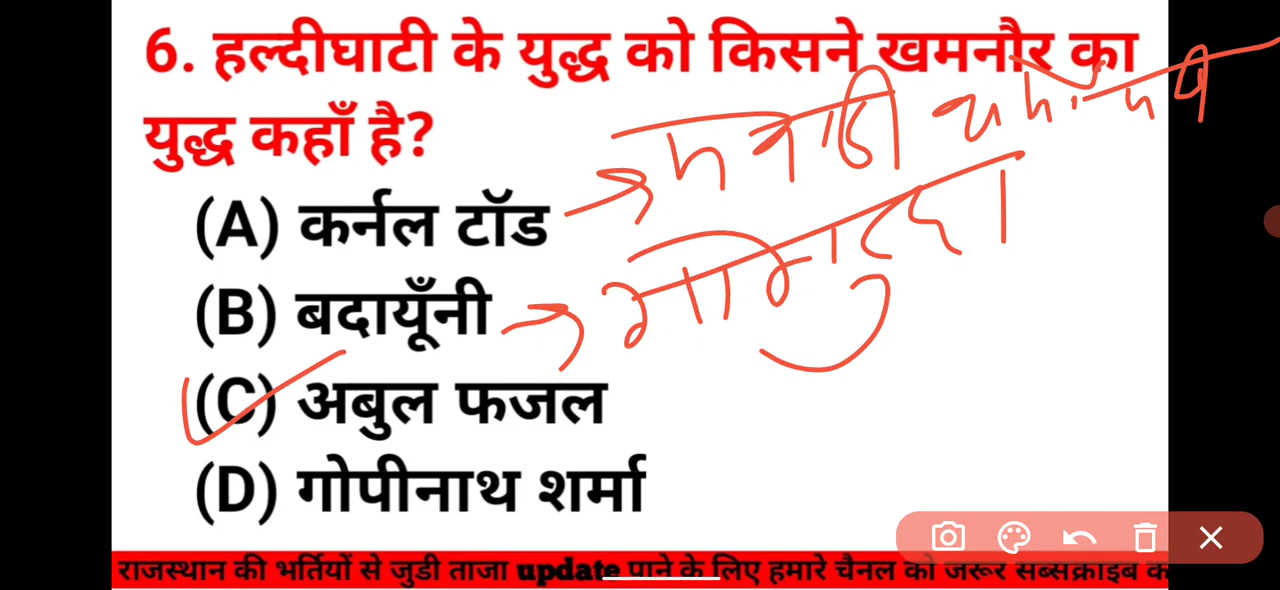 6. हल्दीघाटी के युद्ध को किसने खमनौर का
युद्ध कहाँ है?
(A) कर्नल टॉड
(B) बदायूँनी
(C) अबुल फजल
(D) गोपीनाथ शर्मा
राजस्थान की भर्तियों से जुडी ताजा update पाने के लिए हमारे चैनल को जरूर सब्सक्राइब क